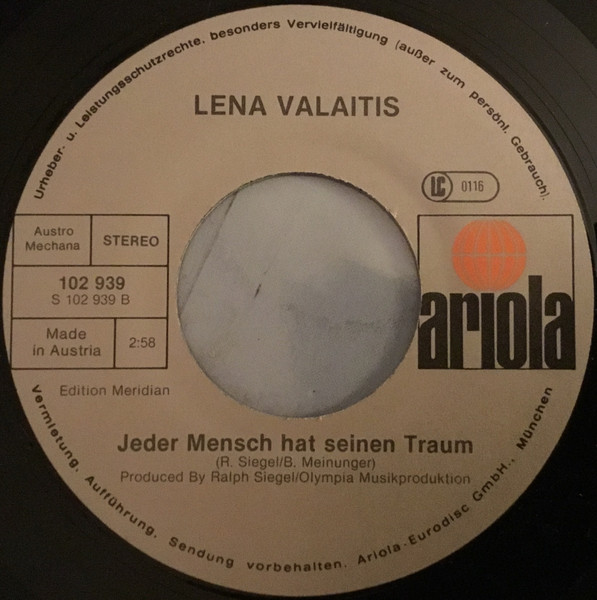 Urheber- u. Leistungsschutzrechte, besonders Vervielfältigung (außer zum persönl. Gebrauch),
LENA VALAITIS
LC 0116
Austro
Mechana
STEREO
102 939
S 102 939 B
Made
in Austria
2:58
ariola
Edition Meridian
Jeder Mensch hat seinen Traum
(R. Siegel/B. Meinunger)
Produced By Ralph Siegel/Olympia Musikproduktion
Vermietung, Aufführung, Sendung vorbehalten. Ariola-Eurodisc GmbH., München